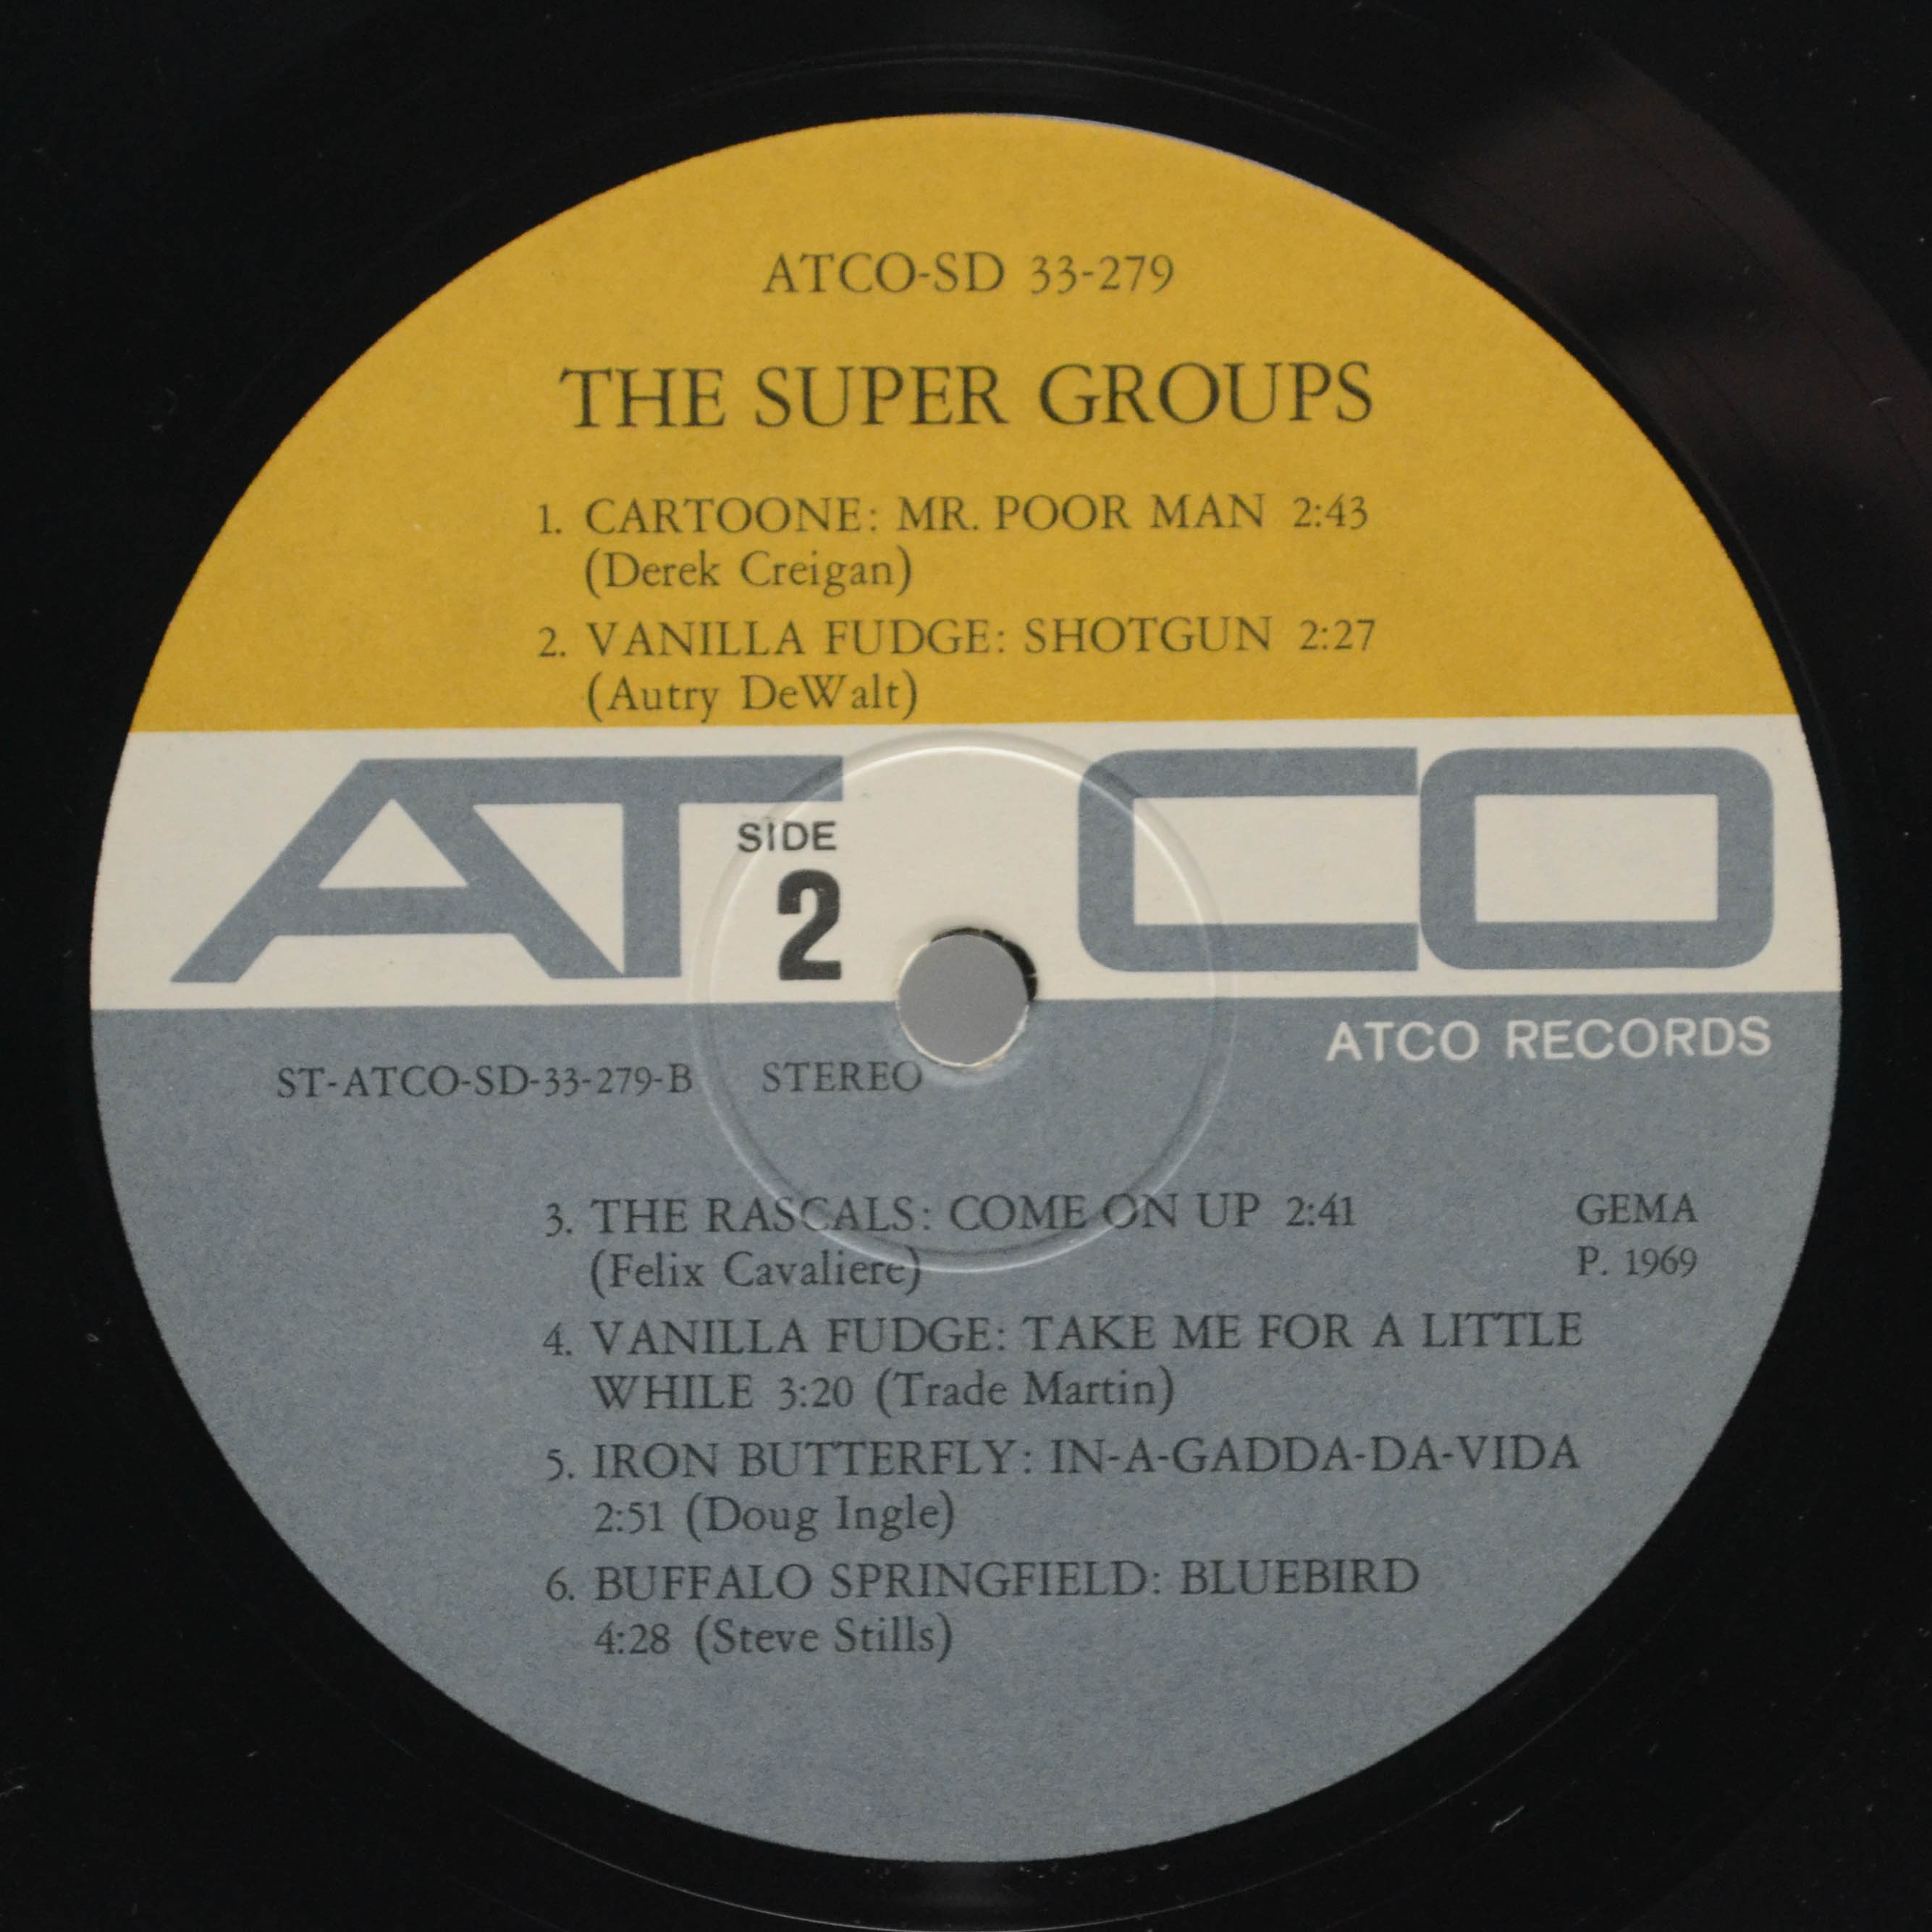 ATCO-SD 33-279
THE SUPER GROUPS
1. CARTOONE: MR. POOR MAN 2:43
(Derek Creigan)
2. VANILLA FUDGE: SHOTGUN 2:27
(Autry DeWalt)
ATCO
SIDE
2
ATCO RECORDS
ST-ATCO-SD-33-279-B STEREO
3. THE RASCALS: COME ON UP 2:41
(Felix Cavaliere)
GEMA
P. 1969
4. VANILLA FUDGE: TAKE ME FOR A LITTLE
WHILE 3:20 (Trade Martin)
5. IRON BUTTERFLY: IN-A-GADDA-DA-VIDA
2:51 (Doug Ingle)
6. BUFFALO SPRINGFIELD: BLUEBIRD
4:28 (Steve Stills)